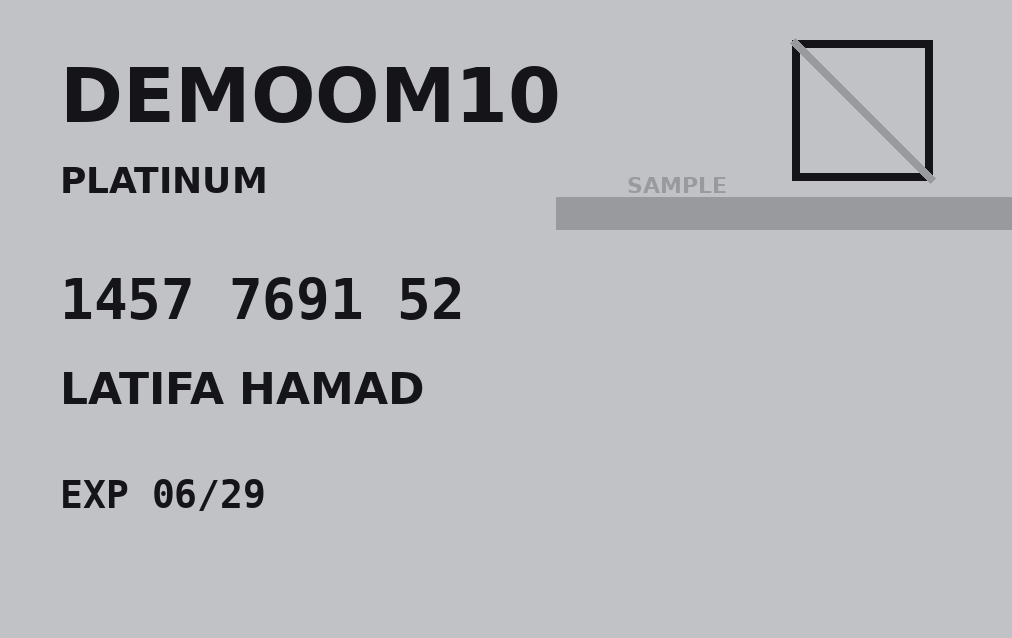 DEMOOM10
PLATINUM
SAMPLE
1457 7691 52
LATIFA HAMAD
EXP 06/29